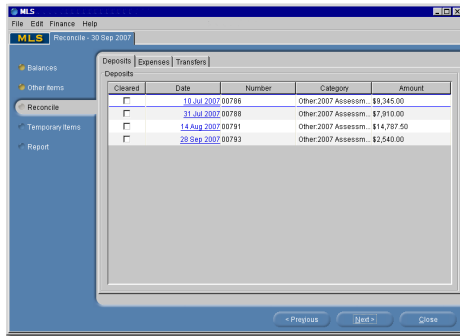 MLS
File Edit Finance Help
MLS Reconcile - 30 Sep 2007
Balances
Other items
Reconcile
Temporary Items
Report
Deposits Expenses Transfers
Deposits
Cleared Date Number Category Amount
10 Jul 2007 00786 Other:2007 Assessm... $9,345.00
31 Jul 2007 00788 Other:2007 Assessm... $7,910.00
14 Aug 2007 00791 Other:2007 Assessm... $14,787.50
28 Sep 2007 00793 Other:2007 Assessm... $2,540.00
< Previous Next > Close